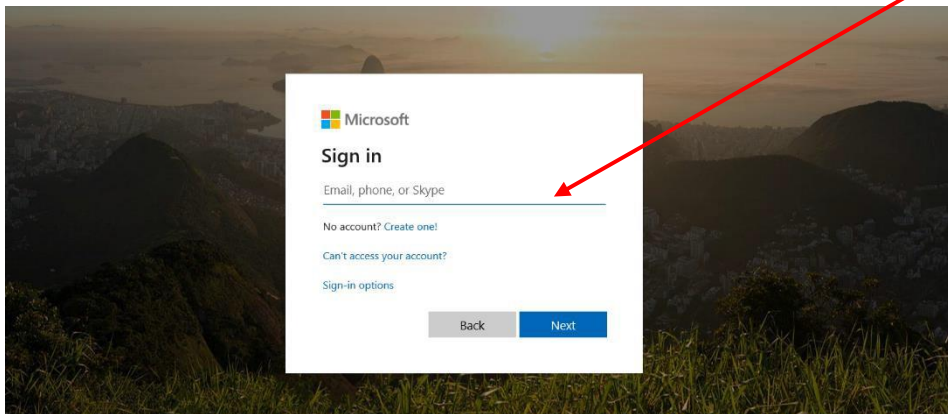 Microsoft
Sign in
Email, phone, or Skype
No account? Create one!
Can't access your account?
Sign-in options
Back Next